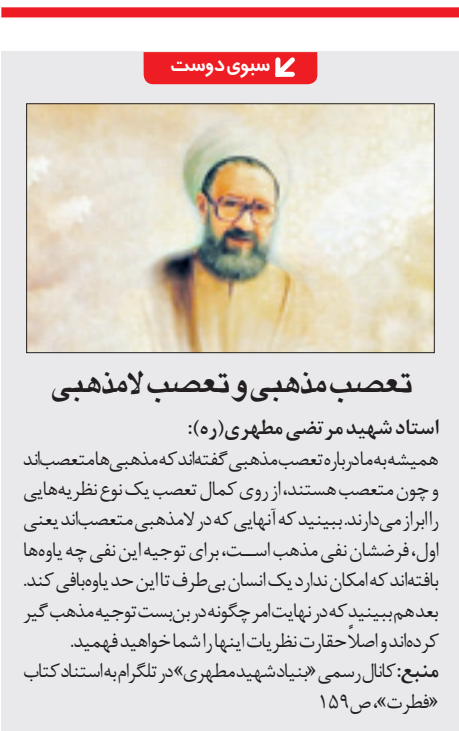 سبوی دوست
تعصب مذهبی و تعصب لامذهبی
استاد شهید مرتضی مطهری(ره):
همیشه به ما درباره تعصب مذهبی گفته‌اند که مذهبی‌ها متعصب‌اند
و چون متعصب هستند، از روی کمال تعصب یک نوع نظریه‌هایی
را ابراز می‌دارند. ببینید که آنهایی که در لامذهبی متعصب‌اند یعنی
اول، فرضشان نفی مذهب است، برای توجیه این نفی چه یاوه‌ها
بافته‌اند که امکان ندارد یک انسان بی‌طرف تا این حد یاوه‌بافی کند.
بعد هم ببینید که در نهایت امر چگونه در بن‌بست توجیه مذهب گیر
کرده‌اند و اصلاً حقارت نظریات اینها را شما خواهید فهمید.
منبع: کانال رسمی «بنیاد شهید مطهری» در تلگرام به استناد کتاب
«فطرت»، ص۱۵۹